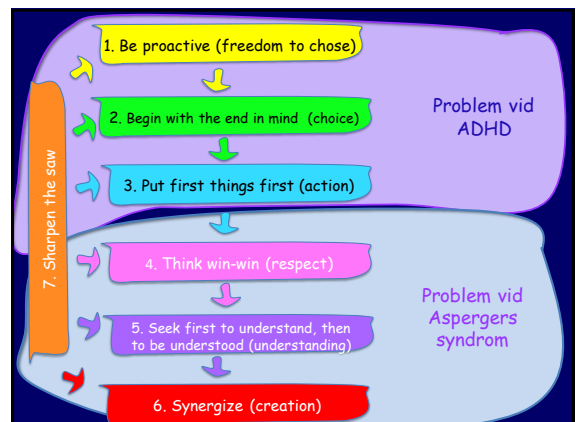 1. Be proactive (freedom to chose)
2. Begin with the end in mind (choice)
3. Put first things first (action)
Problem vid
ADHD
7. Sharpen the saw
4. Think win-win (respect)
5. Seek first to understand, then
to be understood (understanding)
6. Synergize (creation)
Problem vid
Aspergers
syndrom